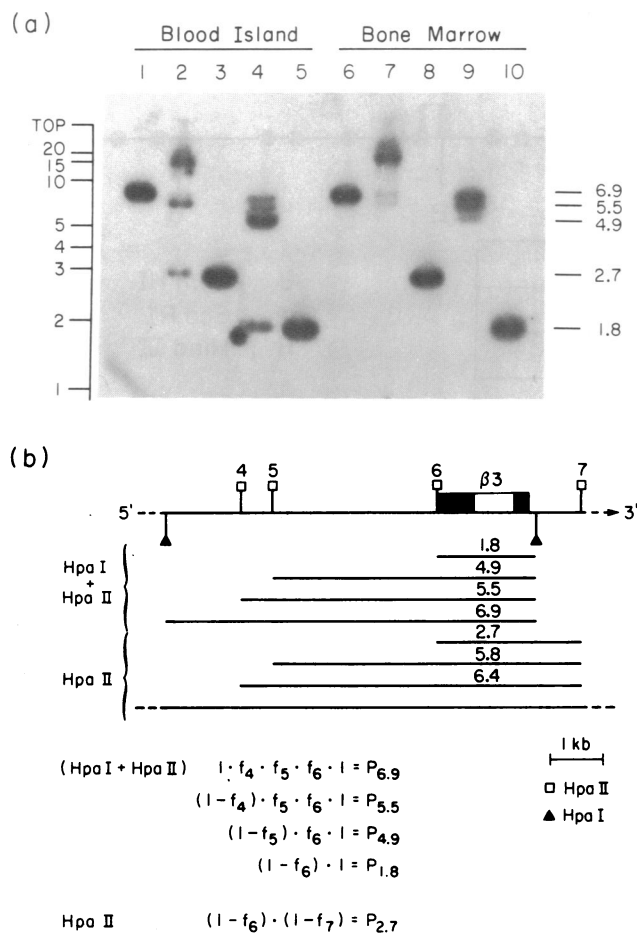 (a)
Blood Island Bone Marrow
1 2 3 4 5 6 7 8 9 10
TOP
20
15
10
5
4
3
2
1
6.9
5.5
4.9
2.7
1.8
(b)
4 5 6 β3 7
5' 3'
Hpa I
+
Hpa II
1.8
4.9
5.5
6.9
Hpa II
2.7
5.8
6.4
(Hpa I + Hpa II) 1 · f4 · f5 · f6 · 1 = P6.9
(1-f4) · f5 · f6 · 1 = P5.5
(1-f5) · f6 · 1 = P4.9
(1-f6) · 1 = P1.8
Hpa II (1-f6) · (1-f7) = P2.7
1 kb
□ Hpa II
▲ Hpa I